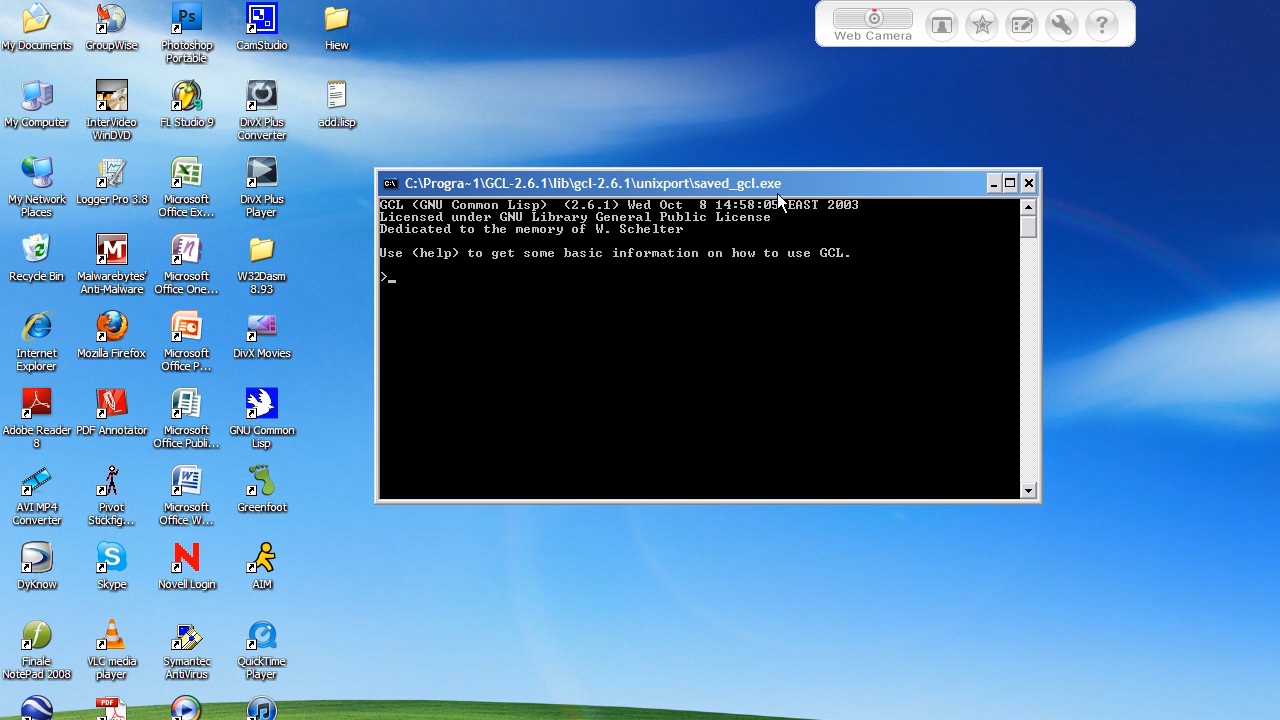 My Documents
GroupWise
Photoshop
Portable
CamStudio
Hiew
Web Camera
My Computer
InterVideo
WinDVD
FL Studio 9
DivX Plus
Converter
add.lisp
My Network
Places
Logger Pro 3.8
Microsoft
Office Ex...
DivX Plus
Player
C:\Progra~1\GCL-2.6.1\lib\gcl-2.6.1\unixport\saved_gcl.exe
GCL (GNU Common Lisp)  (2.6.1) Wed Oct  8 14:58:05 EAST 2003
Licensed under GNU Library General Public License
Dedicated to the memory of W. Schelter
Use (help) to get some basic information on how to use GCL.
>_
Recycle Bin
Malwarebytes'
Anti-Malware
Microsoft
Office One...
W32Dasm
8.93
Internet
Explorer
Mozilla Firefox
Microsoft
Office P...
DivX Movies
Adobe Reader
8
PDF Annotator
Microsoft
Office Publi...
GNU Common
Lisp
AVI MP4
Converter
Pivot
Stickfig...
Microsoft
Office W...
Greenfoot
DyKnow
Skype
Novell Login
AIM
Finale
NotePad 2008
VLC media
player
Symantec
AntiVirus
QuickTime
Player
PDF